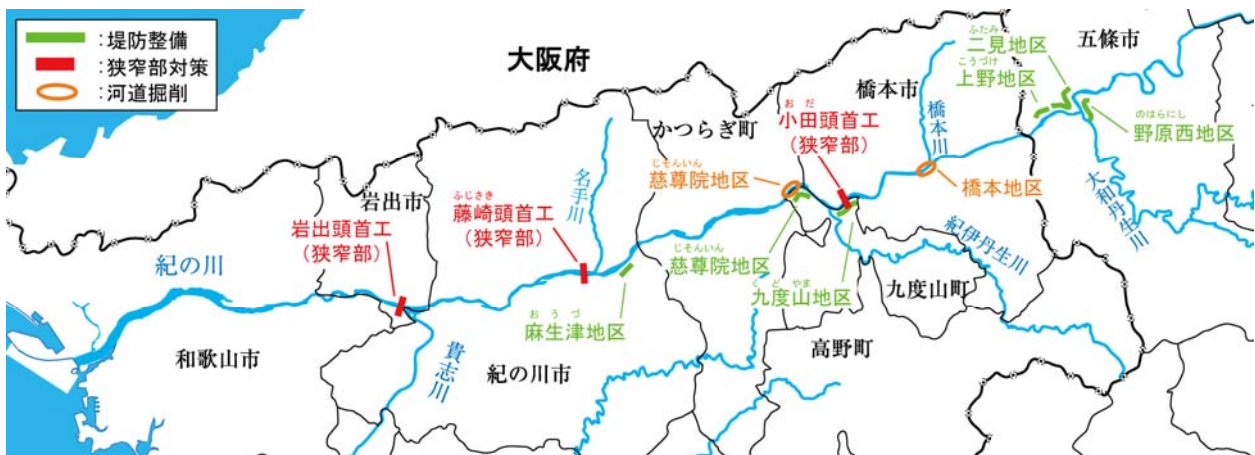 :堤防整備
:狭窄部対策
:河道掘削
大阪府
ふたみ
二見地区
こうづけ
上野地区
五條市
のはらにし
野原西地区
橋本市
橋本川
かつらぎ町
おだ
小田頭首工
(狭窄部)
じそんいん
慈尊院地区
橋本地区
大和丹生川
名手川
岩出市
ふじさき
藤崎頭首工
(狭窄部)
岩出頭首工
(狭窄部)
紀の川
じそんいん
慈尊院地区
くどやま
九度山地区
紀伊丹生川
九度山町
おうづ
麻生津地区
高野町
和歌山市
貴志川
紀の川市